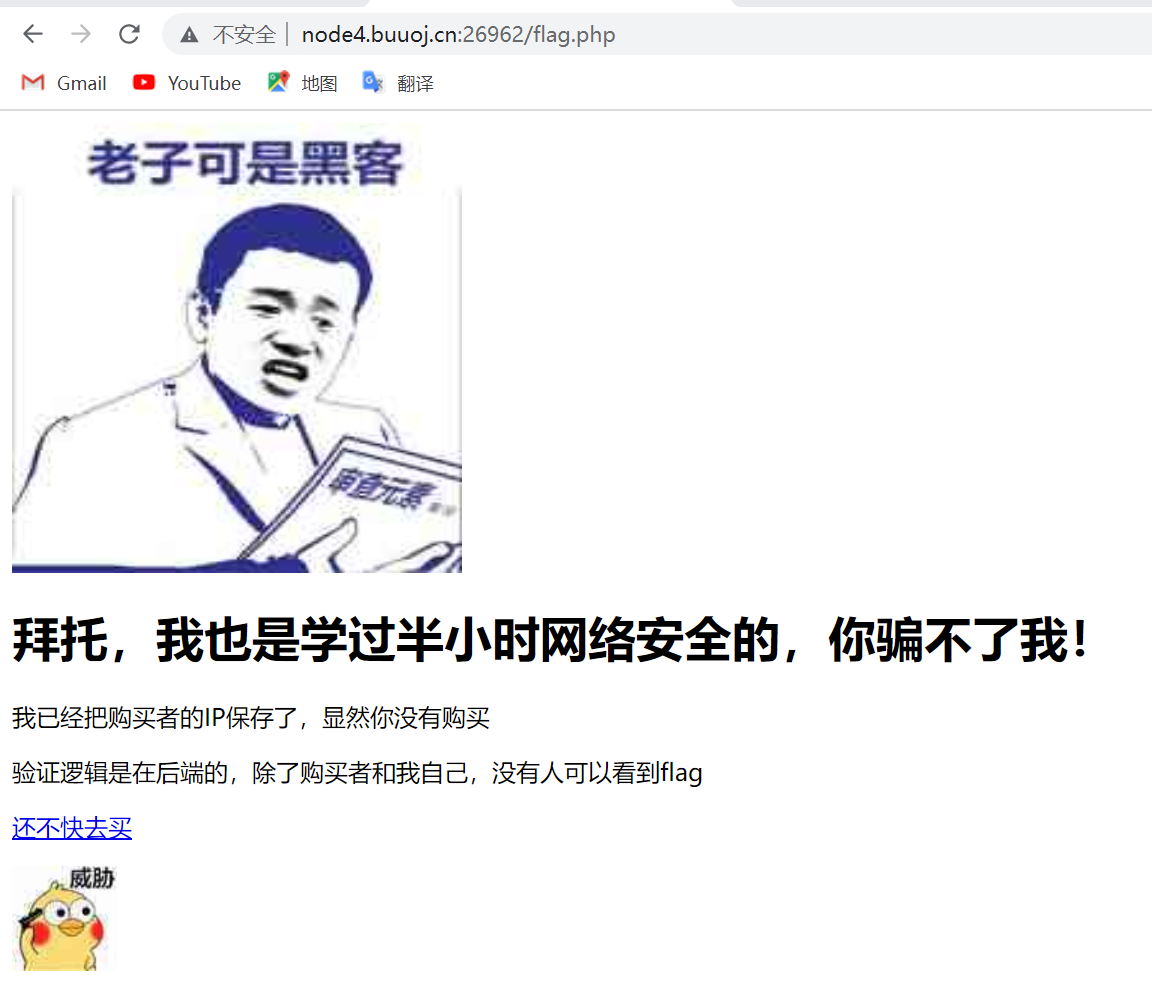 不安全 node4.buuoj.cn:26962/flag.php
Gmail YouTube 地图 翻译
老子可是黑客
审查元素
拜托，我也是学过半小时网络安全的，你骗不了我！
我已经把购买者的IP保存了，显然你没有购买
验证逻辑是在后端的，除了购买者和我自己，没有人可以看到flag
还不快去买
威胁